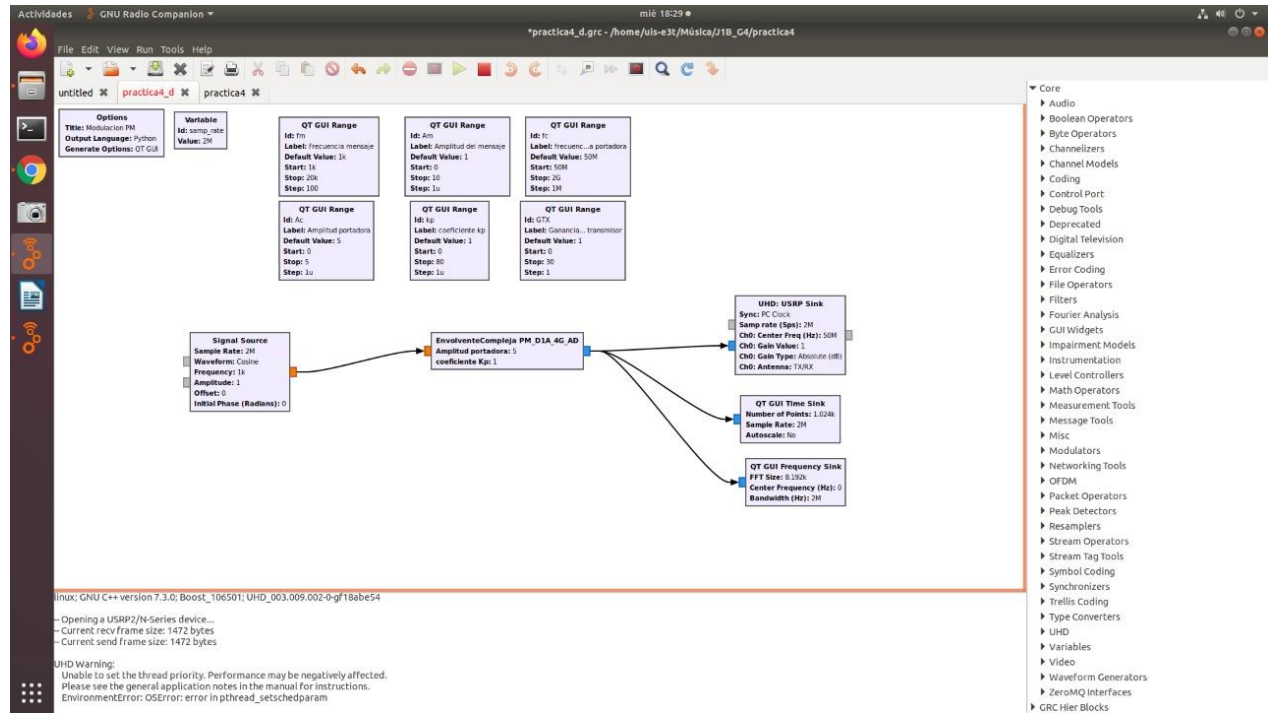 Actividades
GNU Radio Companion
mié 18:29
*practica4_d.grc - /home/uis-e3t/Música/J1B_G4/practica4
File Edit View Run Tools Help
untitled
practica4_d
practica4
Options
Title: Modulacion PM
Output Language: Python
Generate Options: QT GUI
Variable
Id: samp_rate
Value: 2M
QT GUI Range
Id: fm
Label: Frecuencia mensaje
Default Value: 1k
Start: 1k
Stop: 20k
Step: 100
QT GUI Range
Id: Am
Label: Amplitud del mensaje
Default Value: 1
Start: 0
Stop: 10
Step: 1u
QT GUI Range
Id: fc
Label: frecuenc...a portadora
Default Value: 50M
Start: 50M
Stop: 2G
Step: 1M
QT GUI Range
Id: Ac
Label: Amplitud portadora
Default Value: 5
Start: 0
Stop: 5
Step: 1u
QT GUI Range
Id: kp
Label: coeficiente kp
Default Value: 1
Start: 0
Stop: 80
Step: 1u
QT GUI Range
Id: GTX
Label: Ganancia... transmisor
Default Value: 1
Start: 0
Stop: 30
Step: 1
Signal Source
Sample Rate: 2M
Waveform: Cosine
Frequency: 1k
Amplitude: 1
Offset: 0
Initial Phase (Radians): 0
EnvolventeCompleja PM_D1A_4G_AD
Amplitud portadora: 5
coeficiente Kp: 1
UHD: USRP Sink
Sync: PC Clock
Samp rate (Sps): 2M
Ch0: Center Freq (Hz): 50M
Ch0: Gain Value: 1
Ch0: Gain Type: Absolute (dB)
Ch0: Antenna: TX/RX
QT GUI Time Sink
Number of Points: 1.024k
Sample Rate: 2M
Autoscale: No
QT GUI Frequency Sink
FFT Size: 8.192k
Center Frequency (Hz): 0
Bandwidth (Hz): 2M
Core
Audio
Boolean Operators
Byte Operators
Channelizers
Channel Models
Coding
Control Port
Debug Tools
Deprecated
Digital Television
Equalizers
Error Coding
File Operators
Filters
Fourier Analysis
GUI Widgets
Impairment Models
Instrumentation
Level Controllers
Math Operators
Measurement Tools
Message Tools
Misc
Modulators
Networking Tools
OFDM
Packet Operators
Peak Detectors
Resamplers
Stream Operators
Stream Tag Tools
Symbol Coding
Synchronizers
Trellis Coding
Type Converters
UHD
Variables
Video
Waveform Generators
ZeroMQ Interfaces
GRC Hier Blocks
linux; GNU C++ version 7.3.0; Boost_106501; UHD_003.009.002-0-gf18abe54
-- Opening a USRP2/N-Series device...
-- Current recv frame size: 1472 bytes
-- Current send frame size: 1472 bytes
UHD Warning:
Unable to set the thread priority. Performance may be negatively affected.
Please see the general application notes in the manual for instructions.
EnvironmentError: OSError: error in pthread_setschedparam